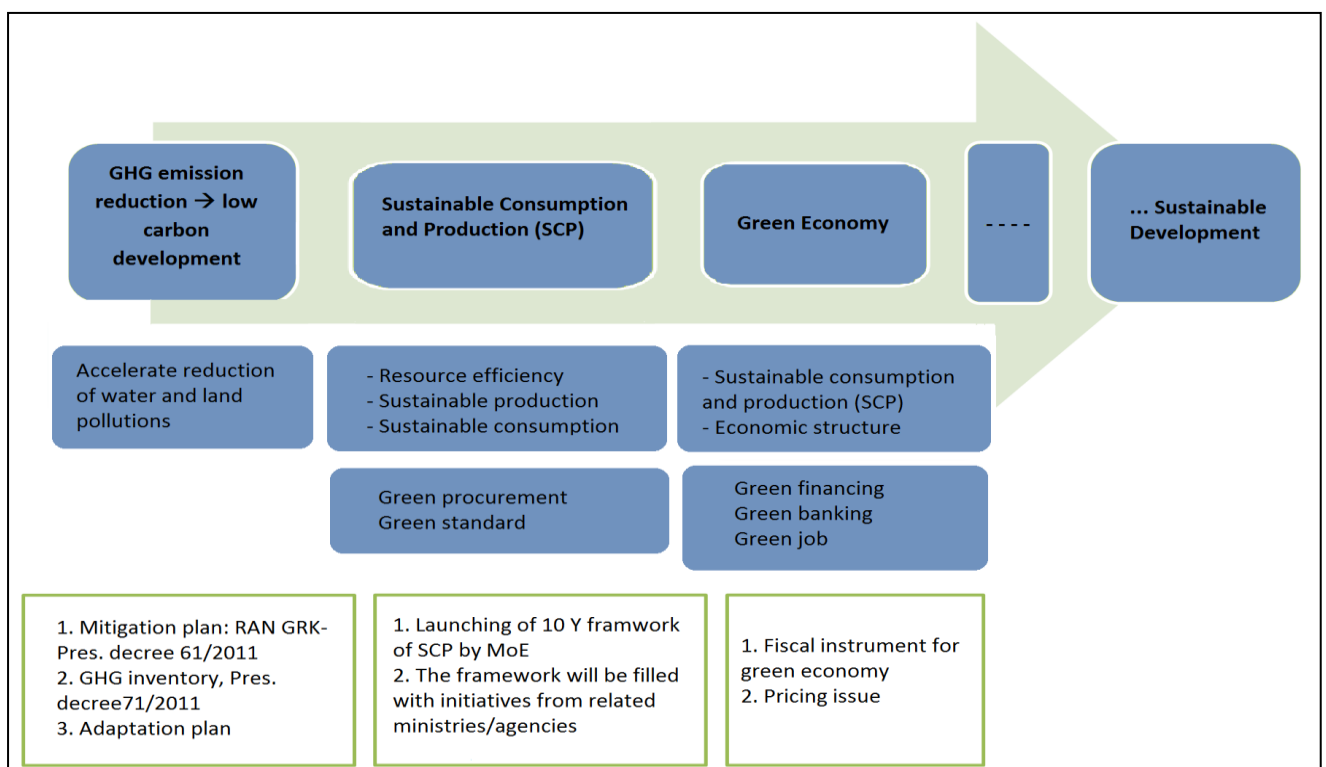 GHG emission
reduction → low
carbon
development
Sustainable Consumption
and Production (SCP)
Green Economy
- - - -
... Sustainable
Development
Accelerate reduction
of water and land
pollutions
- Resource efficiency
- Sustainable production
- Sustainable consumption
- Sustainable consumption
and production (SCP)
- Economic structure
Green procurement
Green standard
Green financing
Green banking
Green job
1. Mitigation plan: RAN GRK-
Pres. decree 61/2011
2. GHG inventory, Pres.
decree71/2011
3. Adaptation plan
1. Launching of 10 Y framwork
of SCP by MoE
2. The framework will be filled
with initiatives from related
ministries/agencies
1. Fiscal instrument for
green economy
2. Pricing issue